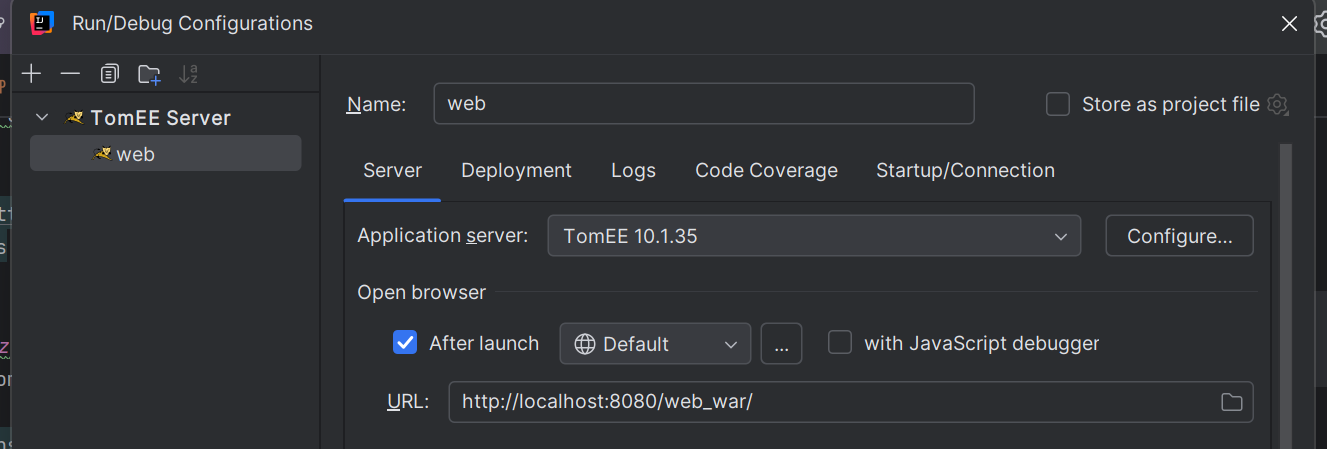 Run/Debug Configurations
TomEE Server
web
Name: web
Store as project file
Server Deployment Logs Code Coverage Startup/Connection
Application server: TomEE 10.1.35 Configure...
Open browser
After launch Default ... with JavaScript debugger
URL: http://localhost:8080/web_war/